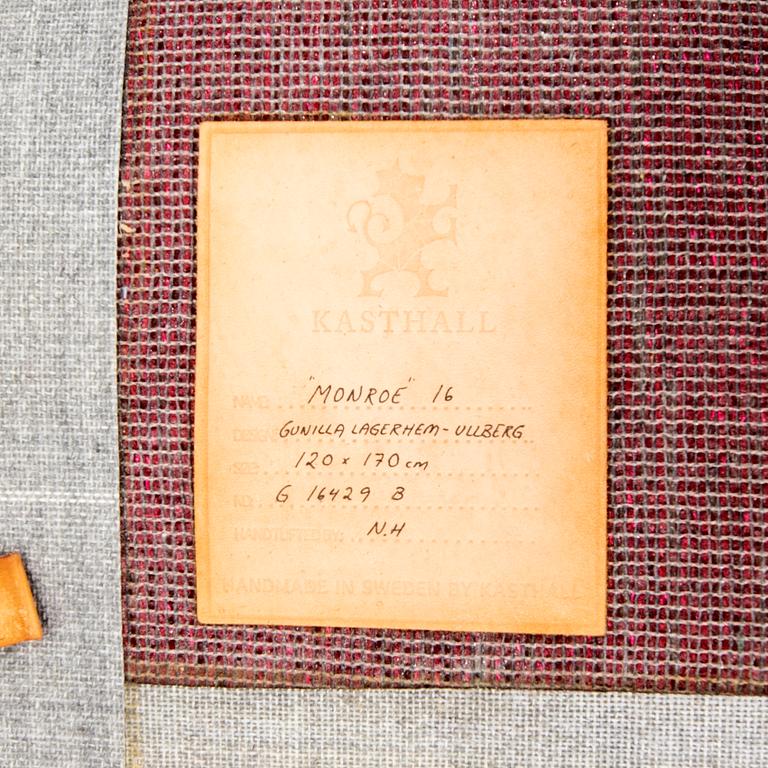 KASTHALL
NAME: "MONROE" 16
DESIGN: GUNILLA LAGERHEM-ULLBERG
SIZE: 120 x 170 cm
NO: G 16429 B
HANDTUFTED BY: N.H
HANDMADE IN SWEDEN BY KASTHALL